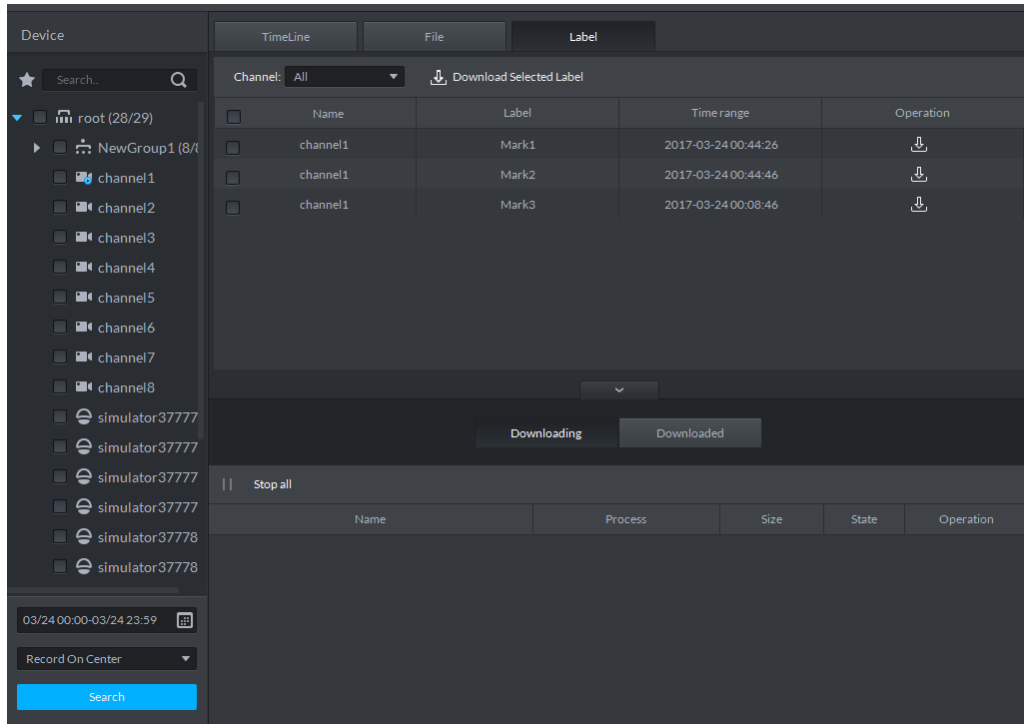 Device
TimeLine
File
Label
Search..
Channel: All
Download Selected Label
root (28/29)
Name
Label
Time range
Operation
NewGroup1 (8/
channel1
Mark1
2017-03-24 00:44:26
channel1
Mark2
2017-03-24 00:44:46
channel1
Mark3
2017-03-24 00:08:46
channel1
channel2
channel3
channel4
channel5
channel6
channel7
channel8
simulator37777
simulator37777
simulator37777
simulator37777
simulator37778
simulator37778
Downloading
Downloaded
Stop all
Name
Process
Size
State
Operation
03/24 00:00-03/24 23:59
Record On Center
Search